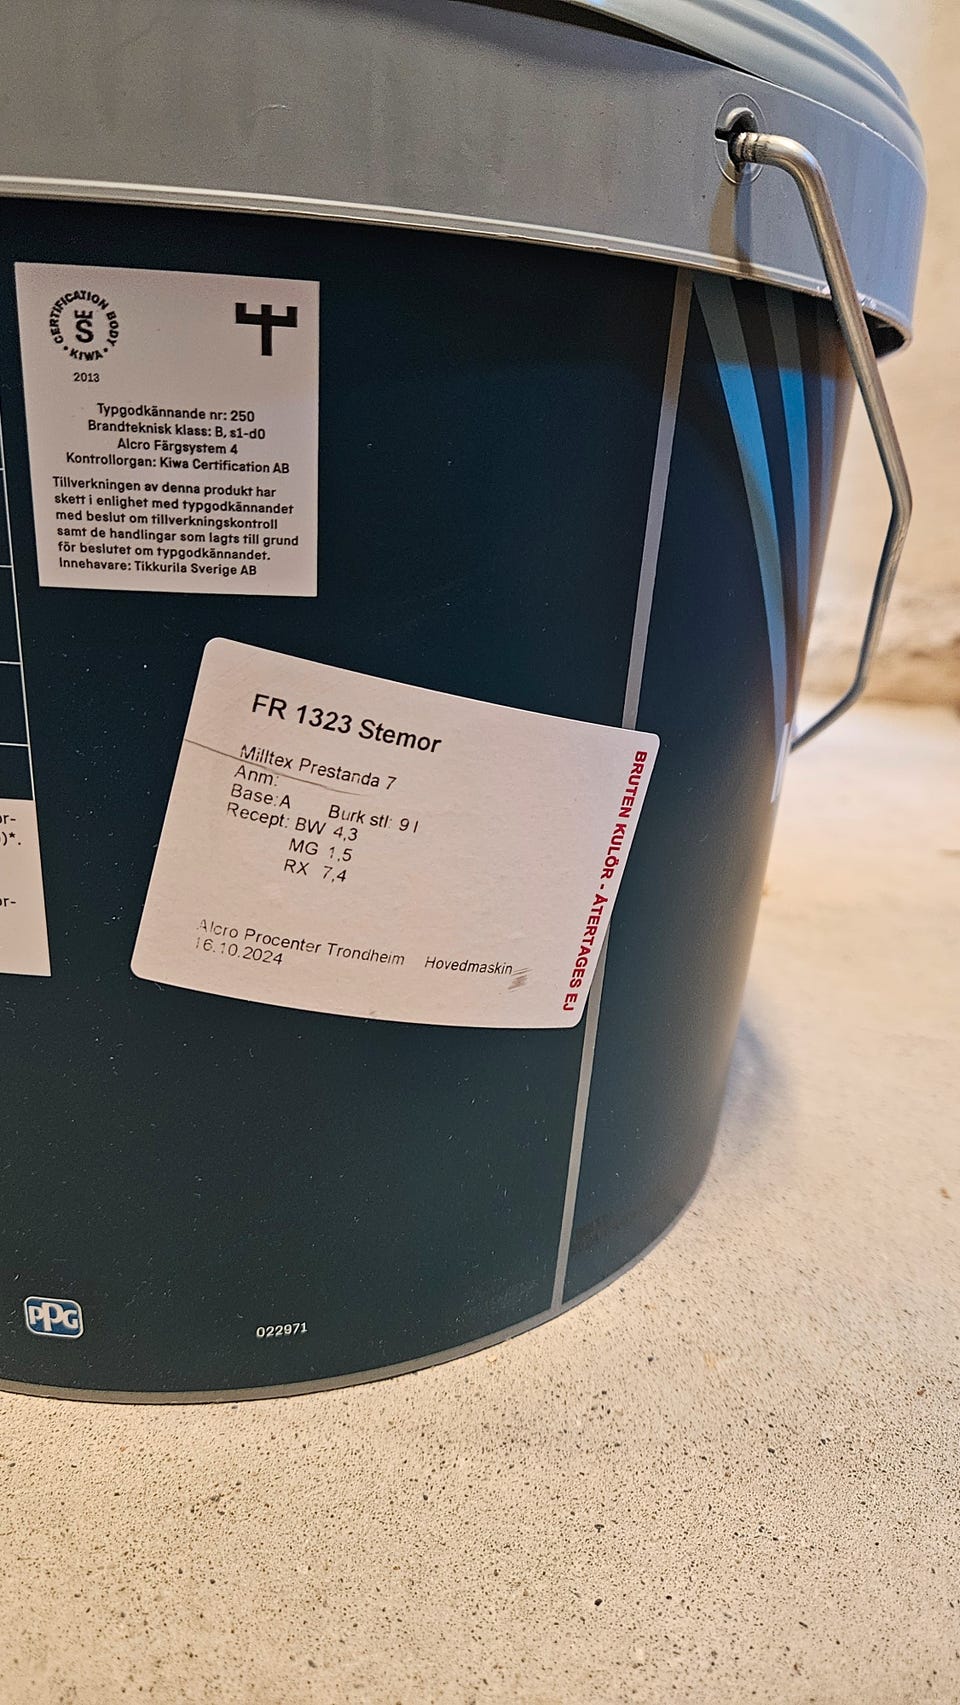 CERTIFICATION BODY
• KIWA •
2013
Typgodkännande nr: 250
Brandteknisk klass: B, s1-d0
Alcro Färgsystem 4
Kontrollorgan: Kiwa Certification AB
Tillverkningen av denna produkt har
skett i enlighet med typgodkännandet
med beslut om tillverkningskontroll
samt de handlingar som lagts till grund
för beslutet om typgodkännandet.
Innehavare: Tikkurila Sverige AB
or-
)*.
or-
FR 1323 Stemor
Milltex Prestanda 7
Anm:
Base:A Burk stl: 9 l
Recept: BW 4,3
MG 1,5
RX 7,4
Alcro Procenter Trondheim Hovedmaskin
16.10.2024
BRUTEN KULÖR - ÅTERTAGES EJ
PPG
022971